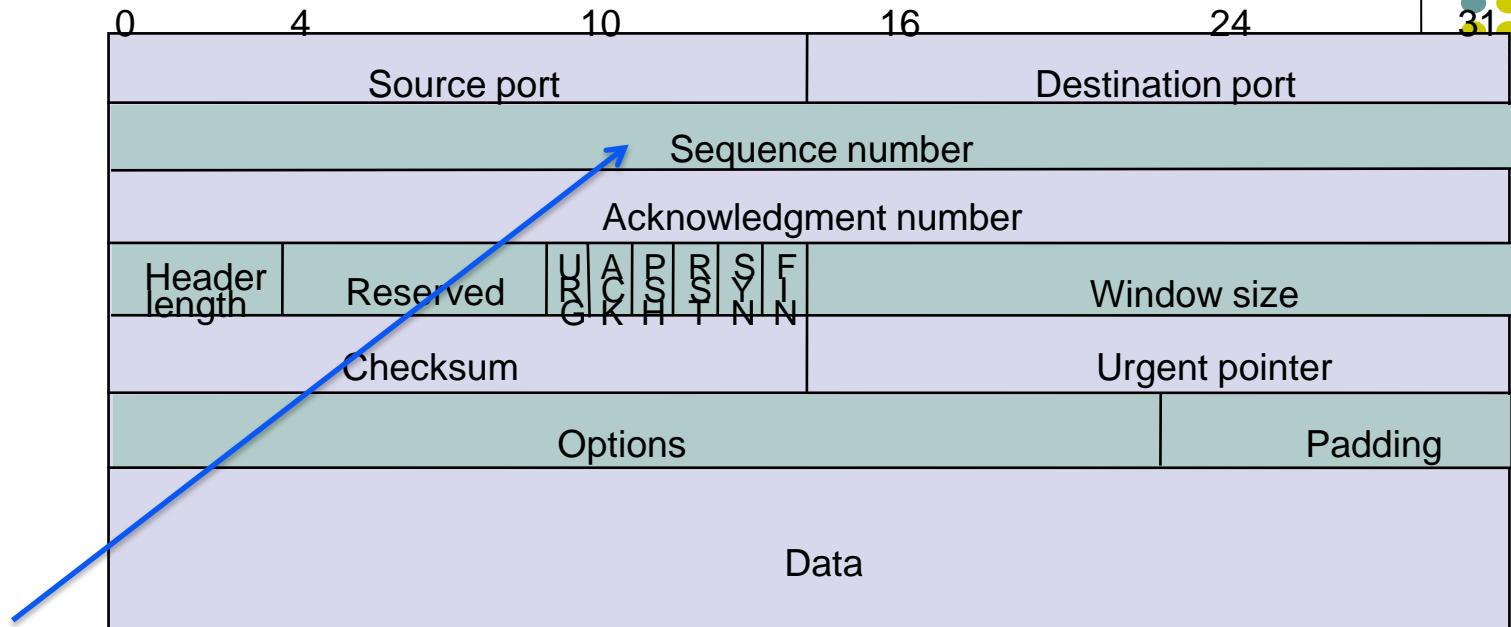 0 4 10 16 24 31
Source port Destination port
Sequence number
Acknowledgment number
Header length Reserved URG ACK PSH RST SYN FIN Window size
Checksum Urgent pointer
Options Padding
Data